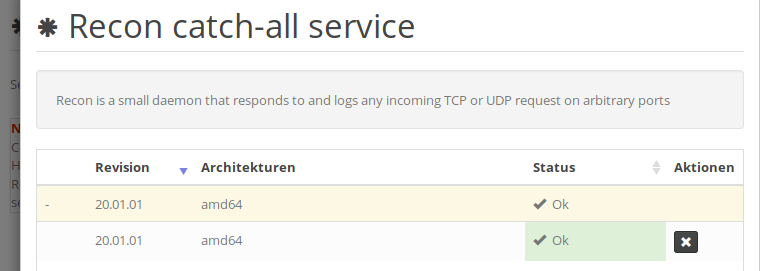 Recon catch-all service
Recon is a small daemon that responds to and logs any incoming TCP or UDP request on arbitrary ports
Revision Architekturen Status Aktionen
- 20.01.01 amd64 Ok
20.01.01 amd64 Ok